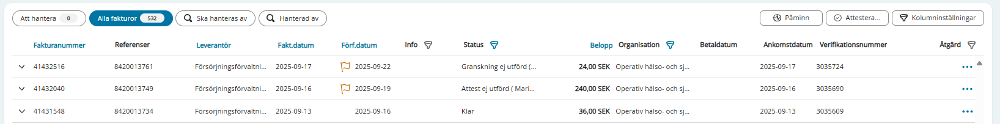 Att hantera 0 Alla fakturor 532 Ska hanteras av Hanterad av Påminn Attestera... Kolumninställningar
Fakturanummer Referenser Leverantör Fakt.datum Förf.datum Info Status Belopp Organisation Betaldatum Ankomstdatum Verifikationsnummer Åtgärd
41432516 8420013761 Försörjningsförvaltni... 2025-09-17 2025-09-22 Granskning ej utförd (... 24,00 SEK Operativ hälso- och sj... 2025-09-17 3035724
41432040 8420013749 Försörjningsförvaltni... 2025-09-16 2025-09-19 Attest ej utförd ( Mari... 240,00 SEK Operativ hälso- och sj... 2025-09-16 3035690
41431548 8420013734 Försörjningsförvaltni... 2025-09-13 2025-09-16 Klar 36,00 SEK Operativ hälso- och sj... 2025-09-13 3035609